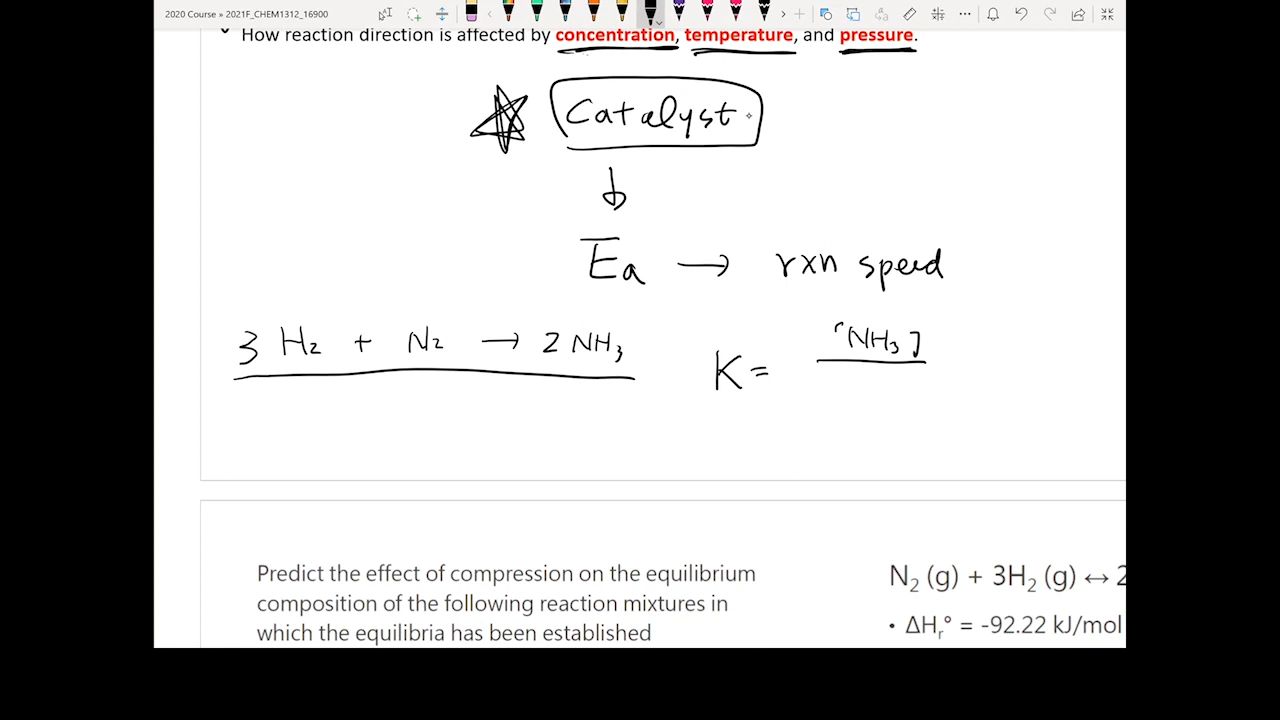 2020 Course » 2021F_CHEM1312_16900
How reaction direction is affected by concentration, temperature, and pressure.
Catalyst
Ea → rxn speed
3 H₂ + N₂ → 2 NH₃
K = [NH₃]
Predict the effect of compression on the equilibrium
composition of the following reaction mixtures in
which the equilibria has been established
N₂ (g) + 3H₂ (g) ↔ 2
• ΔHᵣ° = -92.22 kJ/mol